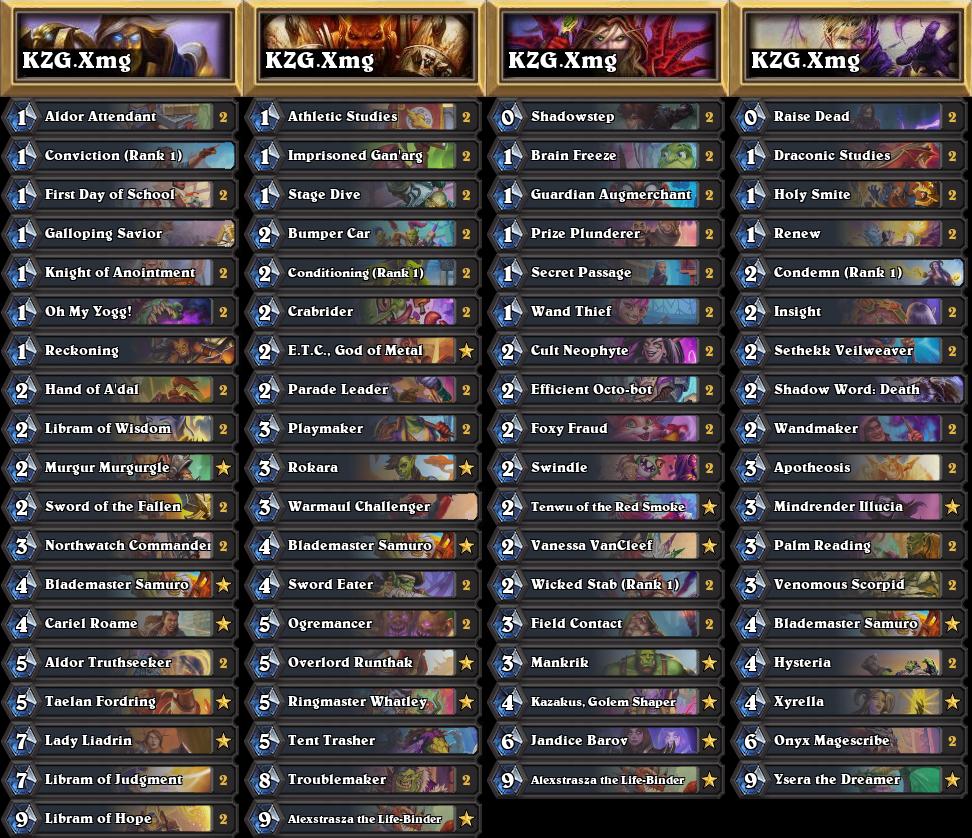 KZG.Xmg
1 Aldor Attendant 2
1 Conviction (Rank 1)
1 First Day of School 2
1 Galloping Savior
1 Knight of Anointment 2
1 Oh My Yogg! 2
1 Reckoning
2 Hand of A'dal 2
2 Libram of Wisdom 2
2 Murgur Murgurgle
2 Sword of the Fallen 2
3 Northwatch Commander 2
4 Blademaster Samuro
4 Cariel Roame
5 Aldor Truthseeker 2
5 Taelan Fordring
7 Lady Liadrin
7 Libram of Judgment 2
9 Libram of Hope 2
KZG.Xmg
1 Athletic Studies 2
1 Imprisoned Gan'arg 2
1 Stage Dive 2
2 Bumper Car 2
2 Conditioning (Rank 1) 2
2 Crabrider 2
2 E.T.C., God of Metal
2 Parade Leader 2
3 Playmaker 2
3 Rokara
3 Warmaul Challenger
4 Blademaster Samuro
4 Sword Eater 2
5 Ogremancer 2
5 Overlord Runthak
5 Ringmaster Whatley
5 Tent Trasher
8 Troublemaker 2
9 Alexstrasza the Life-Binder
KZG.Xmg
0 Shadowstep 2
1 Brain Freeze 2
1 Guardian Augmerchant 2
1 Prize Plunderer 2
1 Secret Passage 2
1 Wand Thief 2
2 Cult Neophyte 2
2 Efficient Octo-bot 2
2 Foxy Fraud 2
2 Swindle 2
2 Tenwu of the Red Smoke
2 Vanessa VanCleef
2 Wicked Stab (Rank 1) 2
3 Field Contact 2
3 Mankrik
4 Kazakus, Golem Shaper
6 Jandice Barov
9 Alexstrasza the Life-Binder
KZG.Xmg
0 Raise Dead 2
1 Draconic Studies 2
1 Holy Smite 2
1 Renew 2
2 Condemn (Rank 1)
2 Insight 2
2 Sethekk Veilweaver 2
2 Shadow Word: Death
2 Wandmaker 2
3 Apotheosis 2
3 Mindrender Illucia
3 Palm Reading 2
3 Venomous Scorpid 2
4 Blademaster Samuro
4 Hysteria 2
4 Xyrella
6 Onyx Magescribe 2
9 Ysera the Dreamer